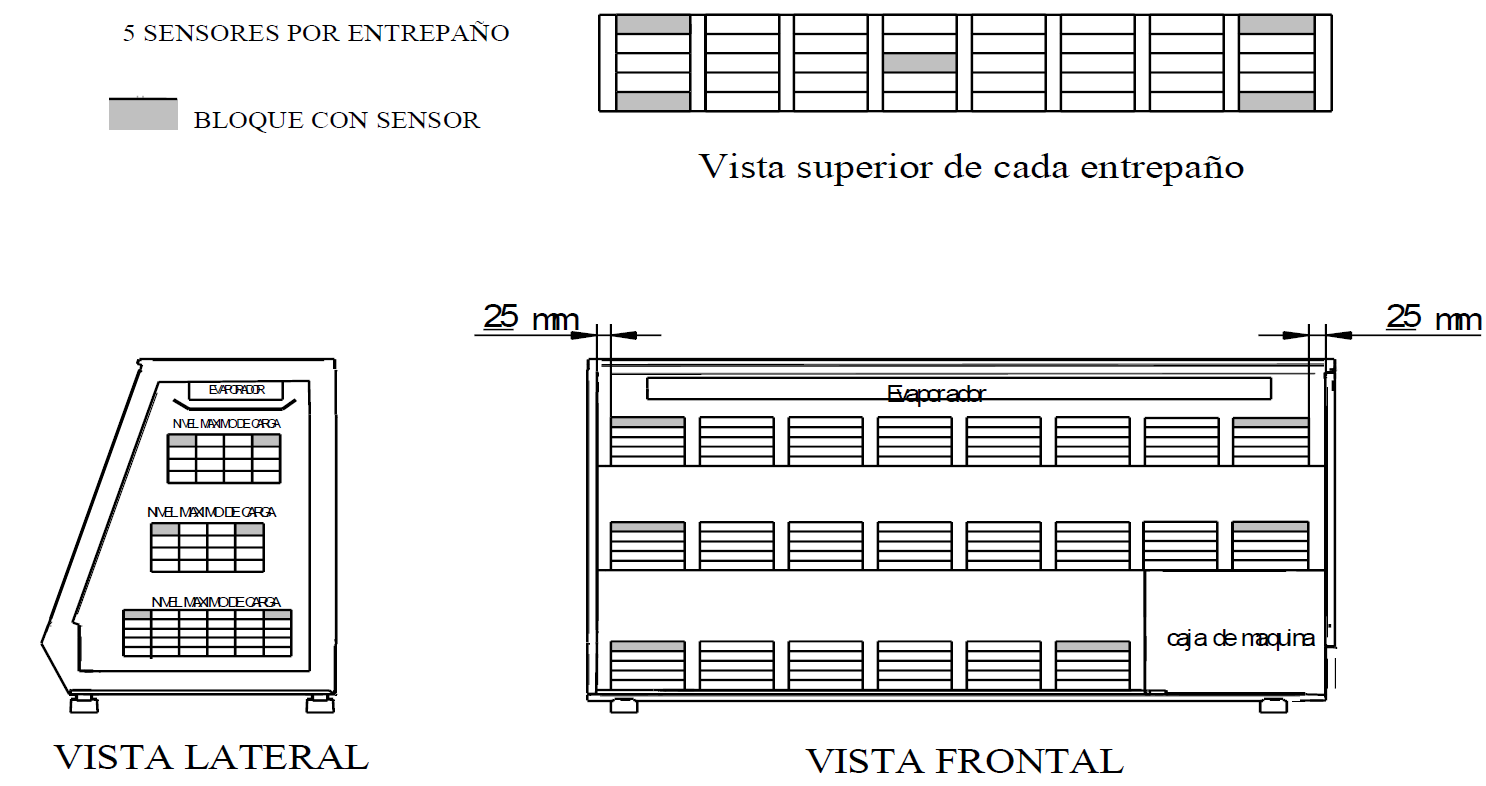 5 SENSORES POR ENTREPAÑO
BLOQUE CON SENSOR
Vista superior de cada entrepaño
25 mm
25 mm
EVAPORADOR
NIVEL MAXIMO DE CARGA
NIVEL MAXIMO DE CARGA
NIVEL MAXIMO DE CARGA
Evaporador
caja de maquina
VISTA LATERAL
VISTA FRONTAL